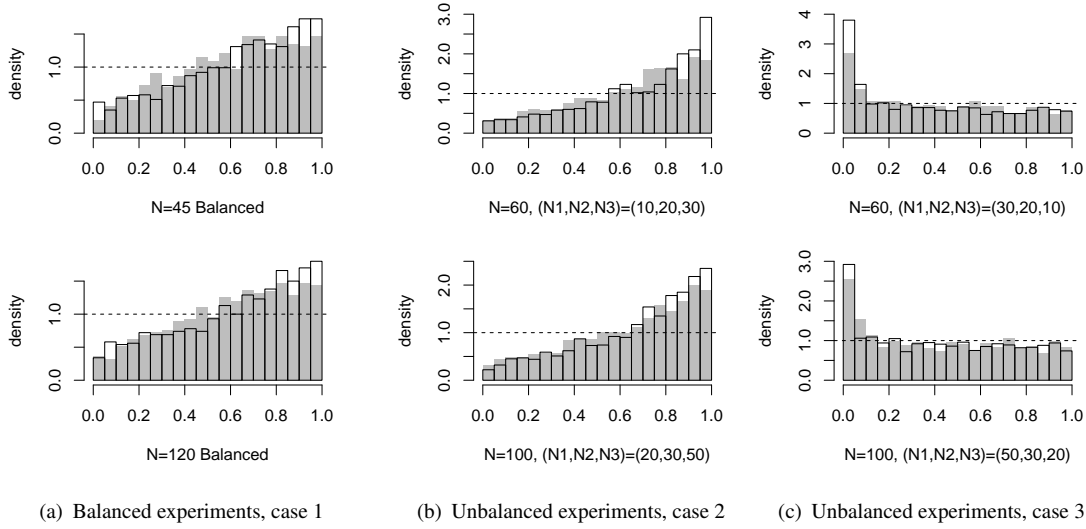 density
0.0 1.0
0.0 0.2 0.4 0.6 0.8 1.0
N=45 Balanced
density
0.0 1.0 2.0 3.0
0.0 0.2 0.4 0.6 0.8 1.0
N=60, (N1,N2,N3)=(10,20,30)
density
0 1 2 3 4
0.0 0.2 0.4 0.6 0.8 1.0
N=60, (N1,N2,N3)=(30,20,10)
density
0.0 1.0
0.0 0.2 0.4 0.6 0.8 1.0
N=120 Balanced
density
0.0 1.0 2.0
0.0 0.2 0.4 0.6 0.8 1.0
N=100, (N1,N2,N3)=(20,30,50)
density
0.0 1.0 2.0 3.0
0.0 0.2 0.4 0.6 0.8 1.0
N=100, (N1,N2,N3)=(50,30,20)
(a) Balanced experiments, case 1
(b) Unbalanced experiments, case 2
(c) Unbalanced experiments, case 3